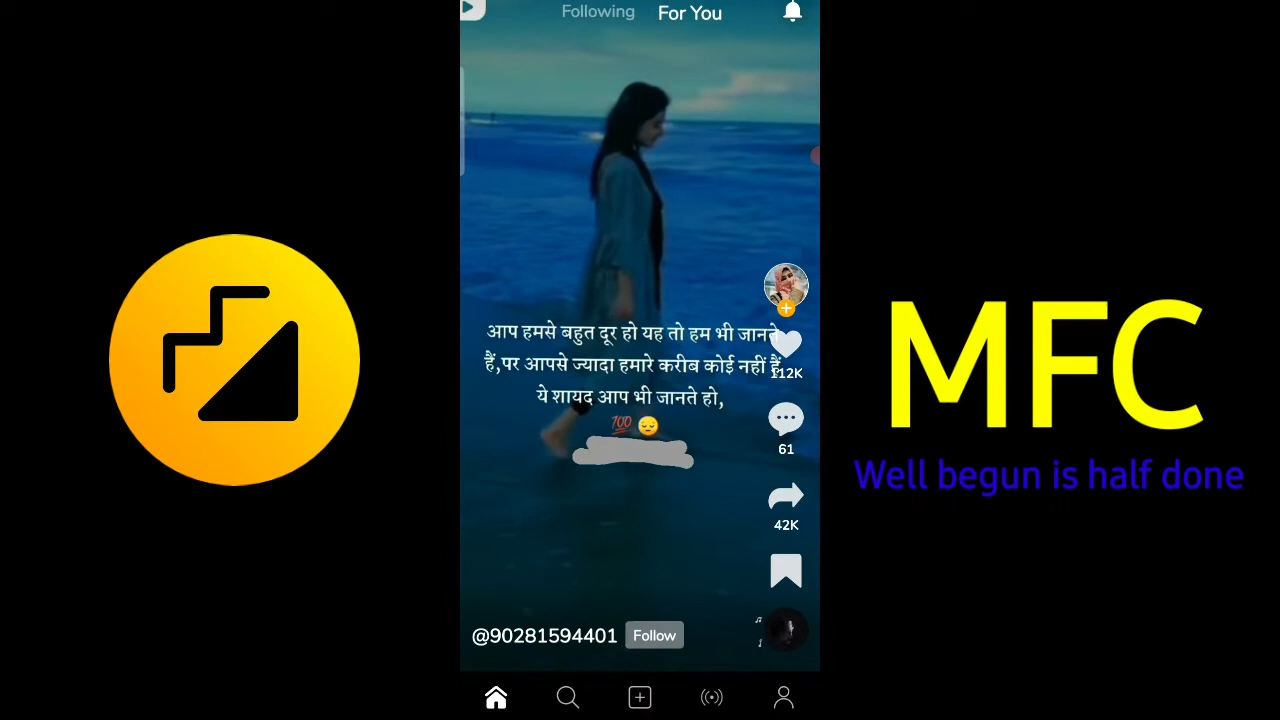 Following For You
आप हमसे बहुत दूर हो यह तो हम भी जानते
हैं,पर आपसे ज्यादा हमारे करीब कोई नहीं हैं
ये शायद आप भी जानते हो,
💯 😔
112K
61
42K
@90281594401 Follow
MFC
Well begun is half done